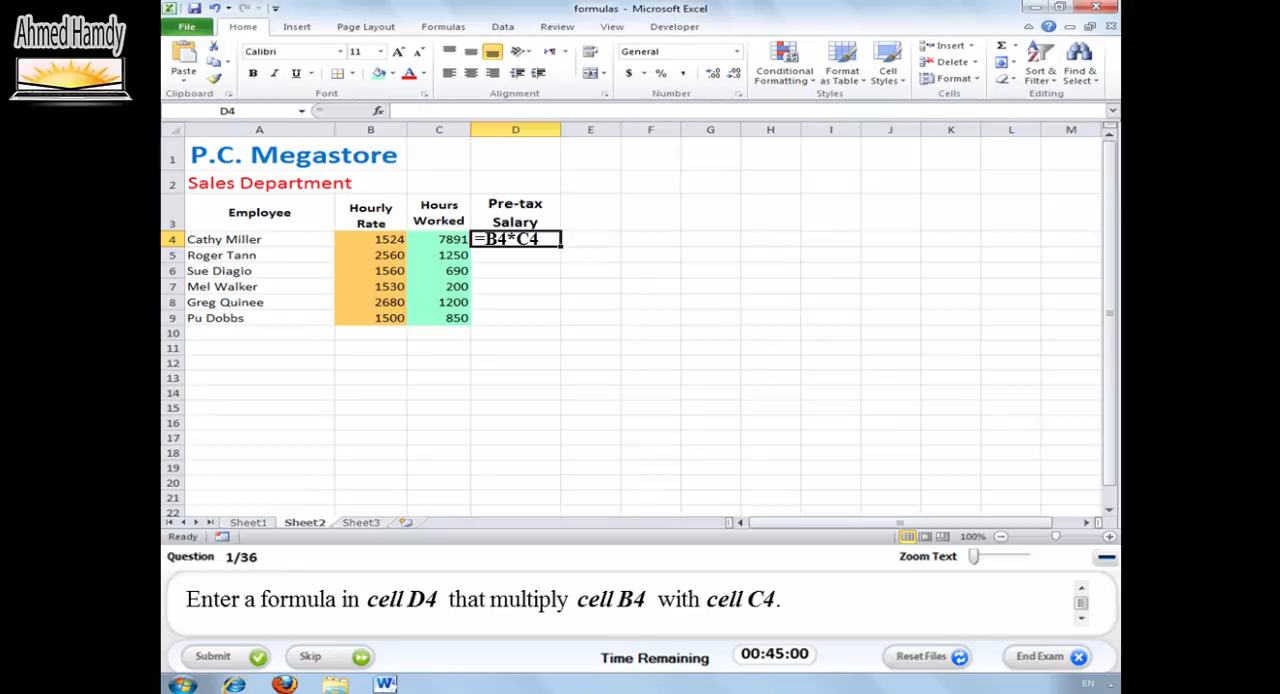 Ahmed Hamdy
formulas - Microsoft Excel
File Home Insert Page Layout Formulas Data Review View Developer
Paste
Calibri 11
B I U
General
$ % ,
Conditional Formatting
Format as Table
Cell Styles
Insert
Delete
Format
Σ
Sort & Filter
Find & Select
Clipboard Font Alignment Number Styles Cells Editing
D4 fx
A B C D E F G H I J K L M
1 P.C. Megastore
2 Sales Department
3 Employee Hourly Rate Hours Worked Pre-tax Salary
4 Cathy Miller 1524 7891 =B4*C4
5 Roger Tann 2560 1250
6 Sue Diagio 1560 690
7 Mel Walker 1530 200
8 Greg Quinee 2680 1200
9 Pu Dobbs 1500 850
10
11
12
13
14
15
16
17
18
19
20
21
22
Sheet1 Sheet2 Sheet3
Ready 100%
Question 1/36 Zoom Text
Enter a formula in cell D4 that multiply cell B4 with cell C4.
Submit Skip Time Remaining 00:45:00 Reset Files End Exam
EN